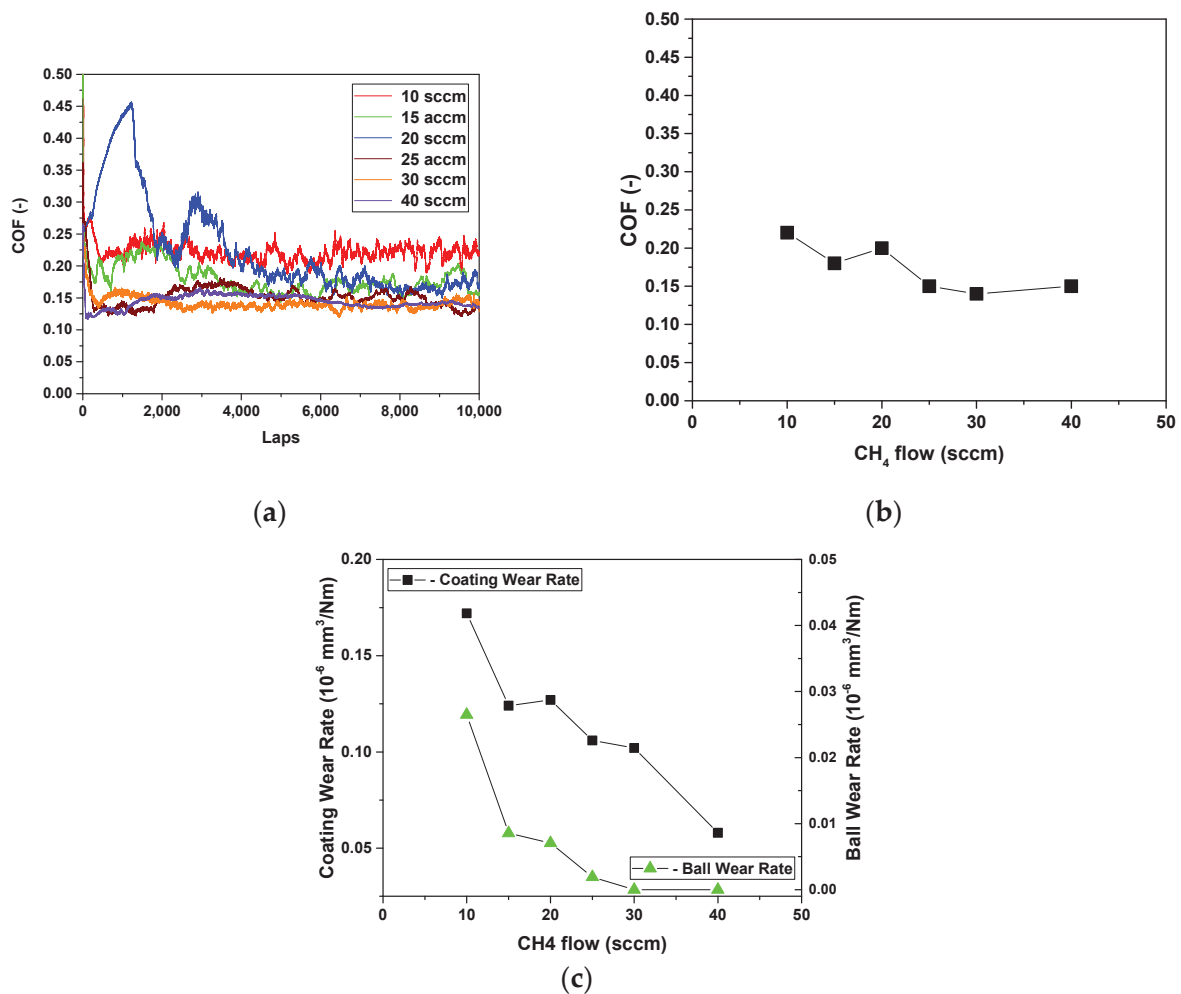 0.50
0.45
0.40
0.35
0.30
0.25
0.20
0.15
0.10
0.05
0.00
COF (-)
0
2,000
4,000
6,000
8,000
10,000
Laps
10 sccm
15 accm
20 sccm
25 accm
30 sccm
40 sccm
(a)
0.50
0.45
0.40
0.35
0.30
0.25
0.20
0.15
0.10
0.05
0.00
COF (-)
0
10
20
30
40
50
CH₄ flow (sccm)
(b)
0.20
0.15
0.10
0.05
Coating Wear Rate (10⁻⁶ mm³/Nm)
- Coating Wear Rate
- Ball Wear Rate
0.05
0.04
0.03
0.02
0.01
0.00
Ball Wear Rate (10⁻⁶ mm³/Nm)
0
10
20
30
40
50
CH4 flow (sccm)
(c)